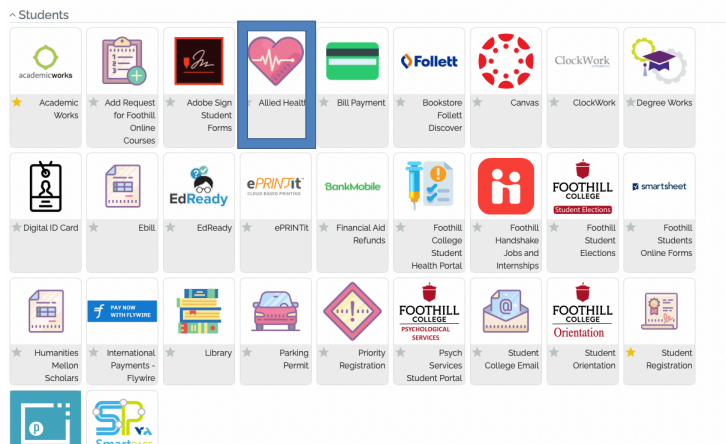 Students
academicworks
Academic
Works
1
2
3
Add Request
for Foothill
Online
Courses
Adobe Sign
Student
Forms
Allied Health
Bill Payment
Follett
Bookstore
Follett
Discover
Canvas
ClockWork
ClockWork
Degree Works
Digital ID Card
Ebill
EdReady
EdReady
ePRINTit
CLOUD BASED PRINTING
ePRINTit
BankMobile
Financial Aid
Refunds
Foothill
College
Student
Health Portal
Foothill
Handshake
Jobs and
Internships
FOOTHILL
COLLEGE
Student Elections
Foothill
Student
Elections
smartsheet
Foothill
Students
Online Forms
Humanities
Mellon
Scholars
PAY NOW
WITH FLYWIRE
International
Payments -
Flywire
Library
Parking
Permit
Priority
Registration
FOOTHILL
COLLEGE
PSYCHOLOGICAL
SERVICES
Psych
Services
Student Portal
@
Student
College Email
FOOTHILL
COLLEGE
Orientation
Student
Orientation
Student
Registration
p
SP
VTA